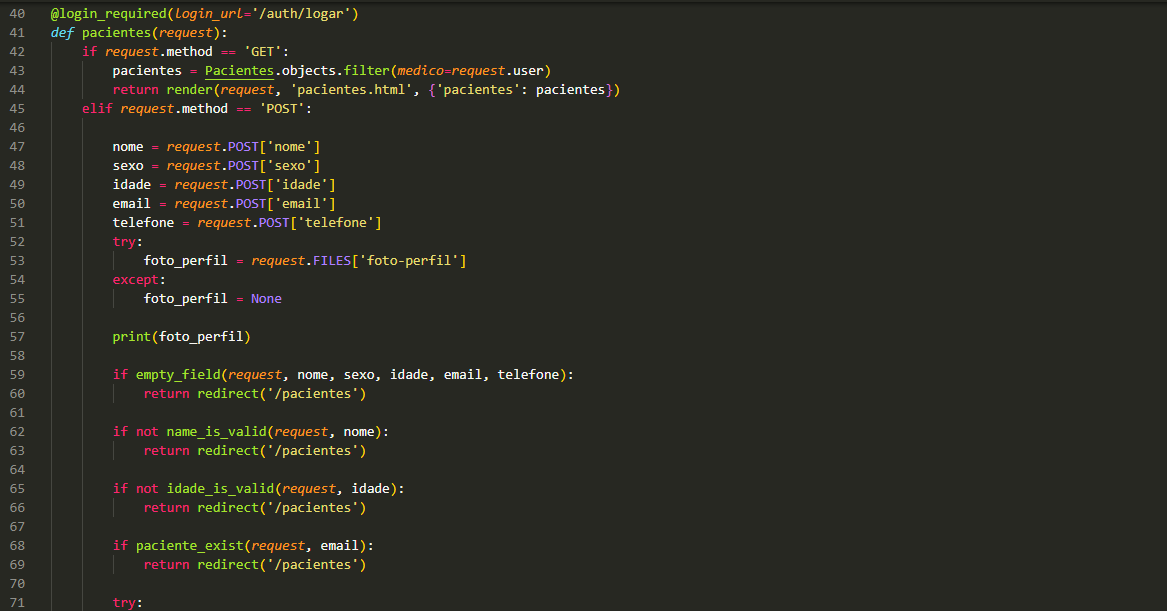 40 @login_required(login_url='/auth/logar')
41 def pacientes(request):
42     if request.method == 'GET':
43         pacientes = Pacientes.objects.filter(medico=request.user)
44         return render(request, 'pacientes.html', {'pacientes': pacientes})
45     elif request.method == 'POST':
46
47         nome = request.POST['nome']
48         sexo = request.POST['sexo']
49         idade = request.POST['idade']
50         email = request.POST['email']
51         telefone = request.POST['telefone']
52         try:
53             foto_perfil = request.FILES['foto-perfil']
54         except:
55             foto_perfil = None
56
57         print(foto_perfil)
58
59         if empty_field(request, nome, sexo, idade, email, telefone):
60             return redirect('/pacientes')
61
62         if not name_is_valid(request, nome):
63             return redirect('/pacientes')
64
65         if not idade_is_valid(request, idade):
66             return redirect('/pacientes')
67
68         if paciente_exist(request, email):
69             return redirect('/pacientes')
70
71         try: